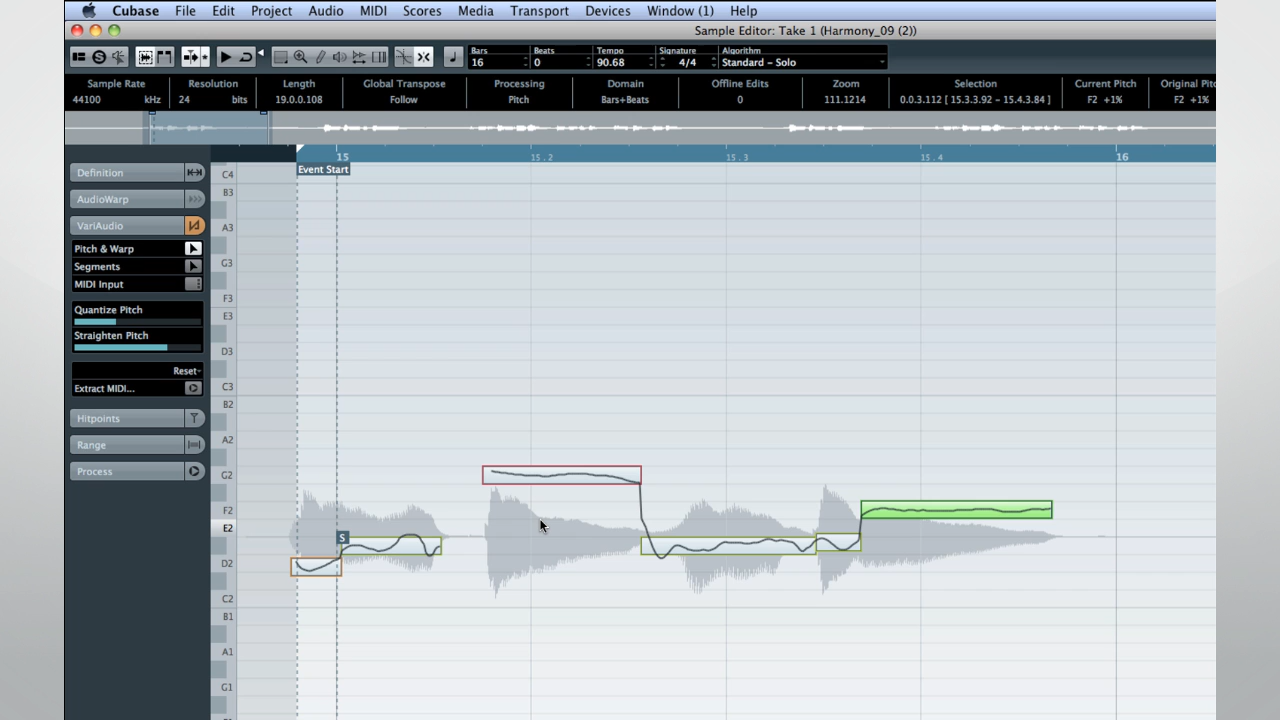 Cubase File Edit Project Audio MIDI Scores Media Transport Devices Window (1) Help
Sample Editor: Take 1 (Harmony_09 (2))
Bars Beats Tempo Signature Algorithm
16 0 90.68 4/4 Standard - Solo
Sample Rate Resolution Length Global Transpose Processing Domain Offline Edits Zoom Selection Current Pitch Original Pitc
44100 kHz 24 bits 19.0.0.108 Follow Pitch Bars+Beats 0 111.1214 0.0.3.112 [ 15.3.3.92 - 15.4.3.84 ] F2 +1% F2 +1%
15 15.2 15.3 15.4 16
Event Start
Definition
AudioWarp
VariAudio
Pitch & Warp
Segments
MIDI Input
Quantize Pitch
Straighten Pitch
Reset
Extract MIDI...
Hitpoints
Range
Process
C4
B3
A3
G3
F3
E3
D3
C3
B2
A2
G2
F2
E2
S
D2
C2
B1
A1
G1